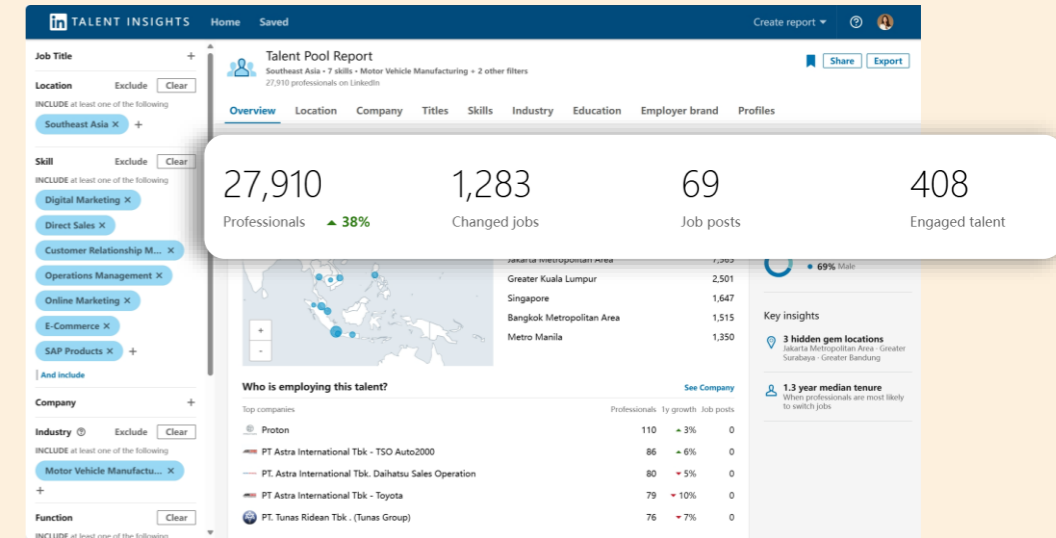 in TALENT INSIGHTS Home Saved Create report
Job Title +
Location Exclude Clear
INCLUDE at least one of the following
Southeast Asia × +
Skill Exclude Clear
INCLUDE at least one of the following
Digital Marketing ×
Direct Sales ×
Customer Relationship M... ×
Operations Management ×
Online Marketing ×
E-Commerce ×
SAP Products × +
And include
Company +
Industry Exclude Clear
INCLUDE at least one of the following
Motor Vehicle Manufactu... ×
+
Function Clear
INCLUDE at least one of the following
Talent Pool Report
Southeast Asia • 7 skills • Motor Vehicle Manufacturing + 2 other filters
27,910 professionals on LinkedIn
Share Export
Overview Location Company Titles Skills Industry Education Employer brand Profiles
27,910 1,283 69 408
Professionals ▲ 38% Changed jobs Job posts Engaged talent
Jakarta Metropolitan Area
Greater Kuala Lumpur 2,501
Singapore 1,647
Bangkok Metropolitan Area 1,515
Metro Manila 1,350
+
-
Who is employing this talent? See Company
Top companies Professionals 1y growth Job posts
Proton 110 ▲ 3% 0
PT Astra International Tbk - TSO Auto2000 86 ▲ 6% 0
PT. Astra International Tbk. Daihatsu Sales Operation 80 ▼ 5% 0
PT Astra International Tbk - Toyota 79 ▼ 10% 0
PT. Tunas Ridean Tbk . (Tunas Group) 76 ▼ 7% 0
69% Male
Key insights
3 hidden gem locations
Jakarta Metropolitan Area · Greater
Surabaya · Greater Bandung
1.3 year median tenure
When professionals are most likely
to switch jobs